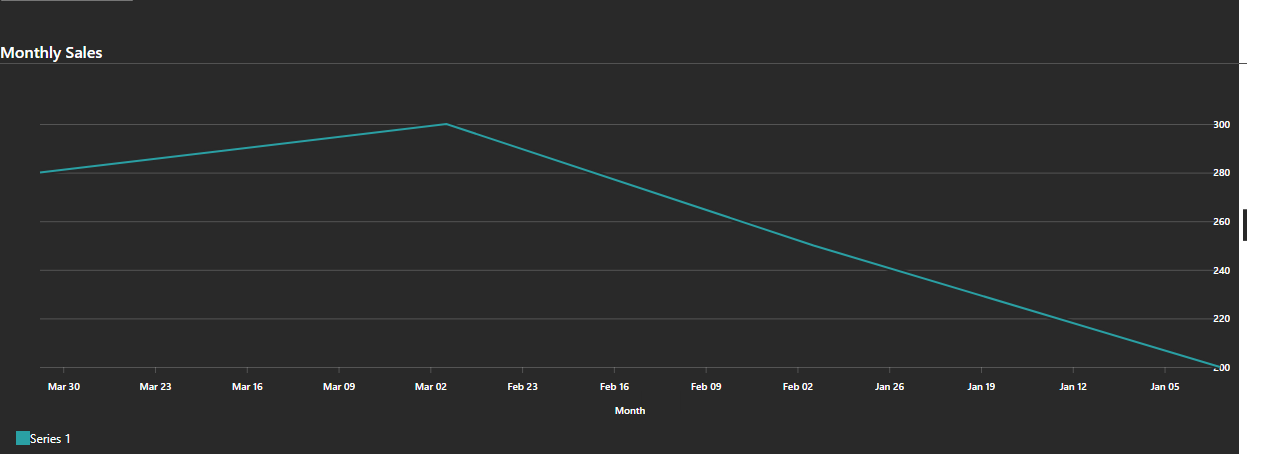 Monthly Sales
300
280
260
240
220
200
Mar 30 Mar 23 Mar 16 Mar 09 Mar 02 Feb 23 Feb 16 Feb 09 Feb 02 Jan 26 Jan 19 Jan 12 Jan 05
Month
Series 1